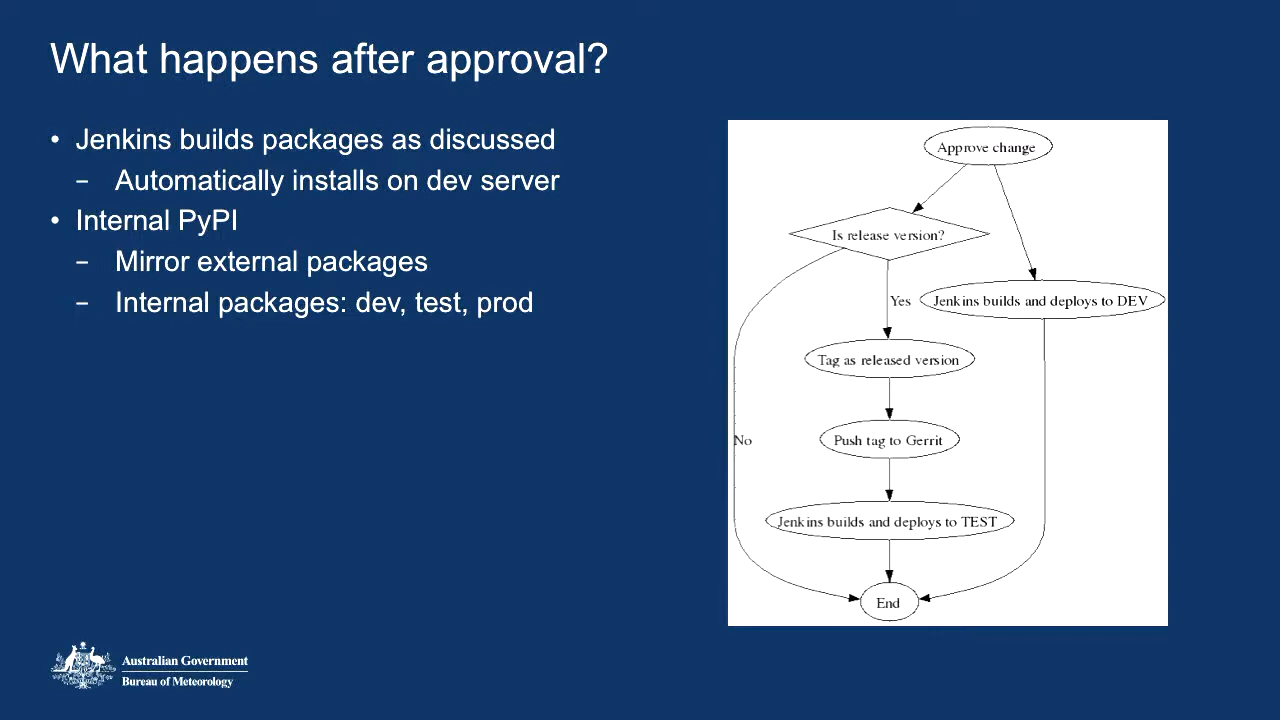 What happens after approval?
• Jenkins builds packages as discussed
– Automatically installs on dev server
• Internal PyPI
– Mirror external packages
– Internal packages: dev, test, prod
Approve change
Is release version?
Yes
Jenkins builds and deploys to DEV
Tag as released version
No
Push tag to Gerrit
Jenkins builds and deploys to TEST
End
Australian Government
Bureau of Meteorology